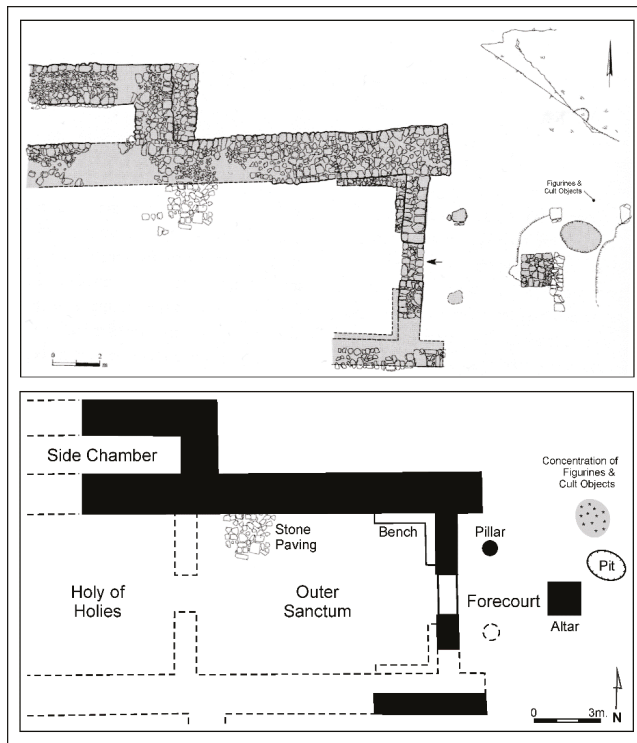 Figurines &
Cult Objects
0 2
m
Side Chamber
Concentration of
Figurines &
Cult Objects
Stone
Paving
Bench
Pillar
Pit
Holy of
Holies
Outer
Sanctum
Forecourt
Altar
0 3m.
N